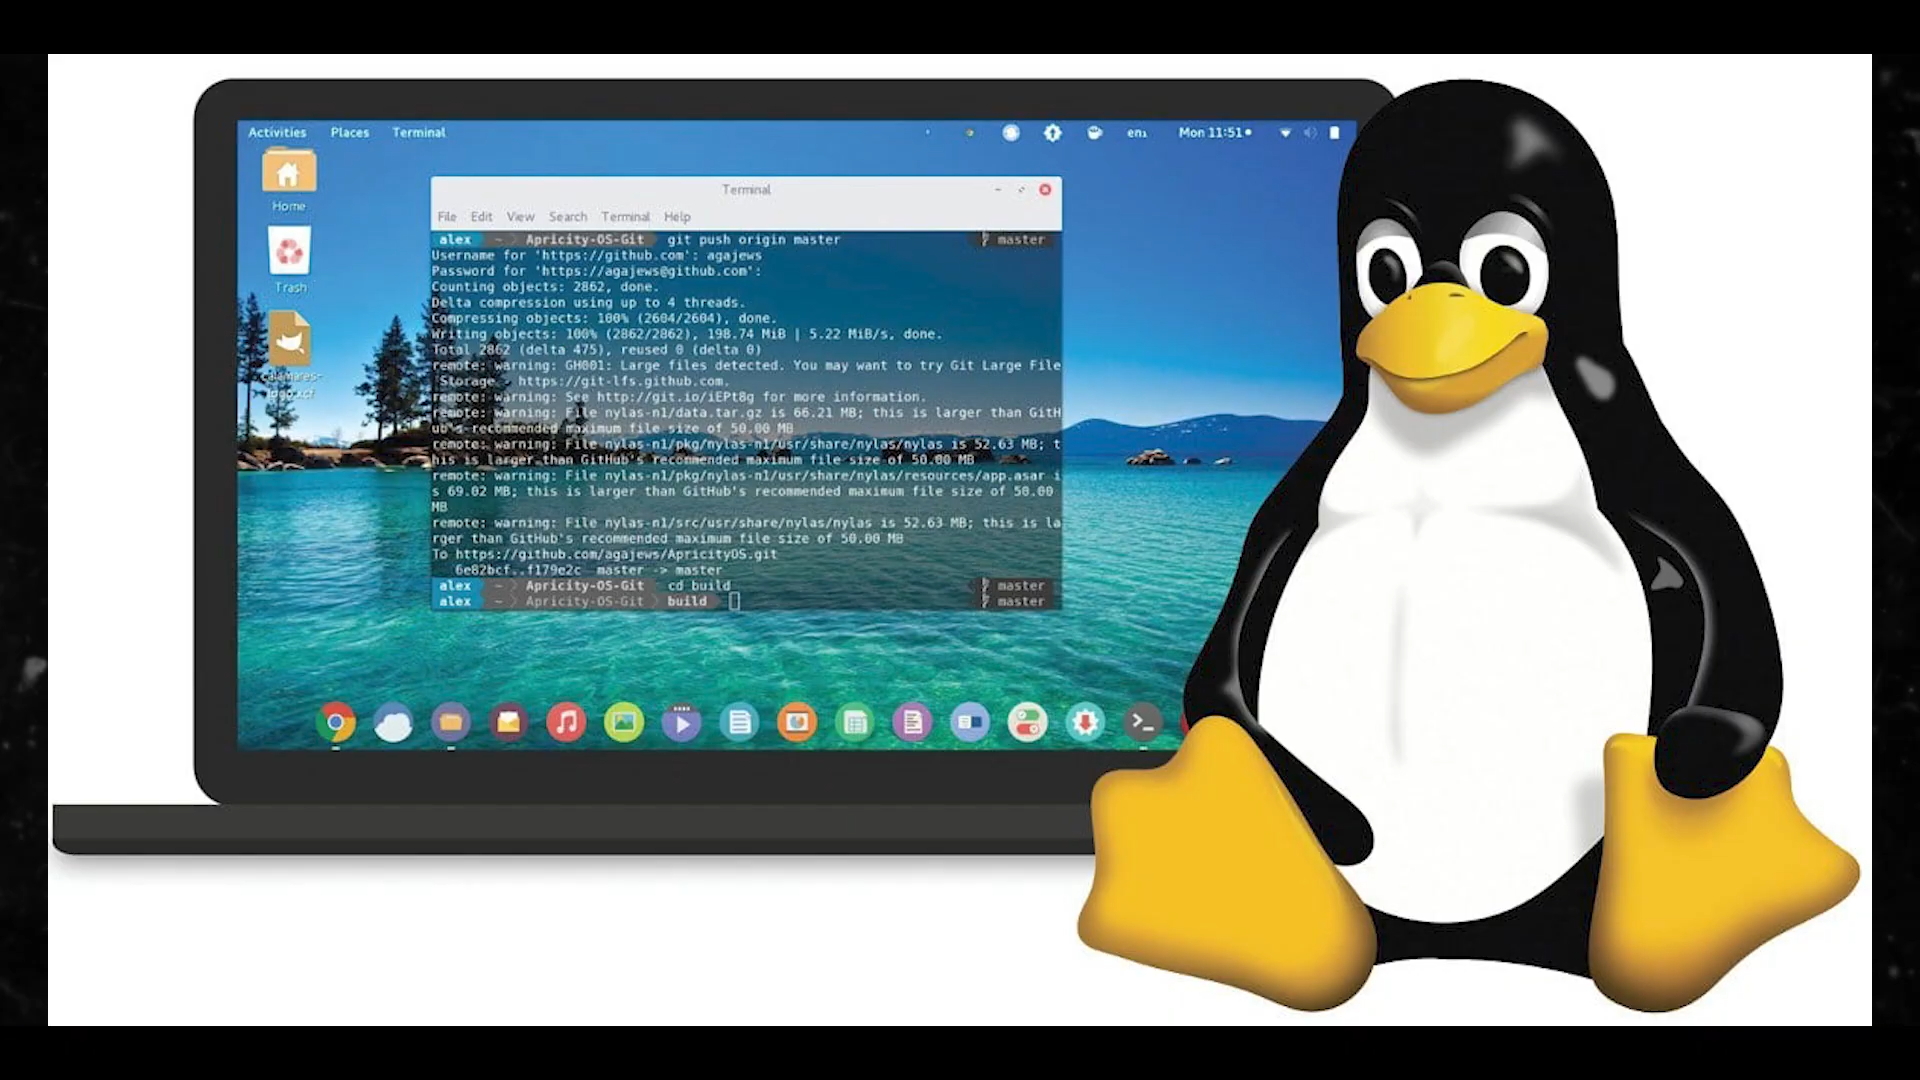 Activities Places Terminal en₁ Mon 11:51
Home
Trash
calamares-
logo.xcf
Terminal
File Edit View Search Terminal Help
alex ~ Apricity-OS-Git git push origin master master
Username for 'https://github.com': agajews
Password for 'https://agajews@github.com':
Counting objects: 2862, done.
Delta compression using up to 4 threads.
Compressing objects: 100% (2604/2604), done.
Writing objects: 100% (2862/2862), 198.74 MiB | 5.22 MiB/s, done.
Total 2862 (delta 475), reused 0 (delta 0)
remote: warning: GH001: Large files detected. You may want to try Git Large File
 Storage - https://git-lfs.github.com.
remote: warning: See http://git.io/iEPt8g for more information.
remote: warning: File nylas-n1/data.tar.gz is 66.21 MB; this is larger than GitH
ub's recommended maximum file size of 50.00 MB
remote: warning: File nylas-n1/pkg/nylas-n1/usr/share/nylas/nylas is 52.63 MB; t
his is larger than GitHub's recommended maximum file size of 50.00 MB
remote: warning: File nylas-n1/pkg/nylas-n1/usr/share/nylas/resources/app.asar i
s 69.02 MB; this is larger than GitHub's recommended maximum file size of 50.00
MB
remote: warning: File nylas-n1/src/usr/share/nylas/nylas is 52.63 MB; this is la
rger than GitHub's recommended maximum file size of 50.00 MB
To https://github.com/agajews/ApricityOS.git
   6e82bcf..f179e2c  master -> master
alex ~ Apricity-OS-Git cd build master
alex ~ Apricity-OS-Git build master